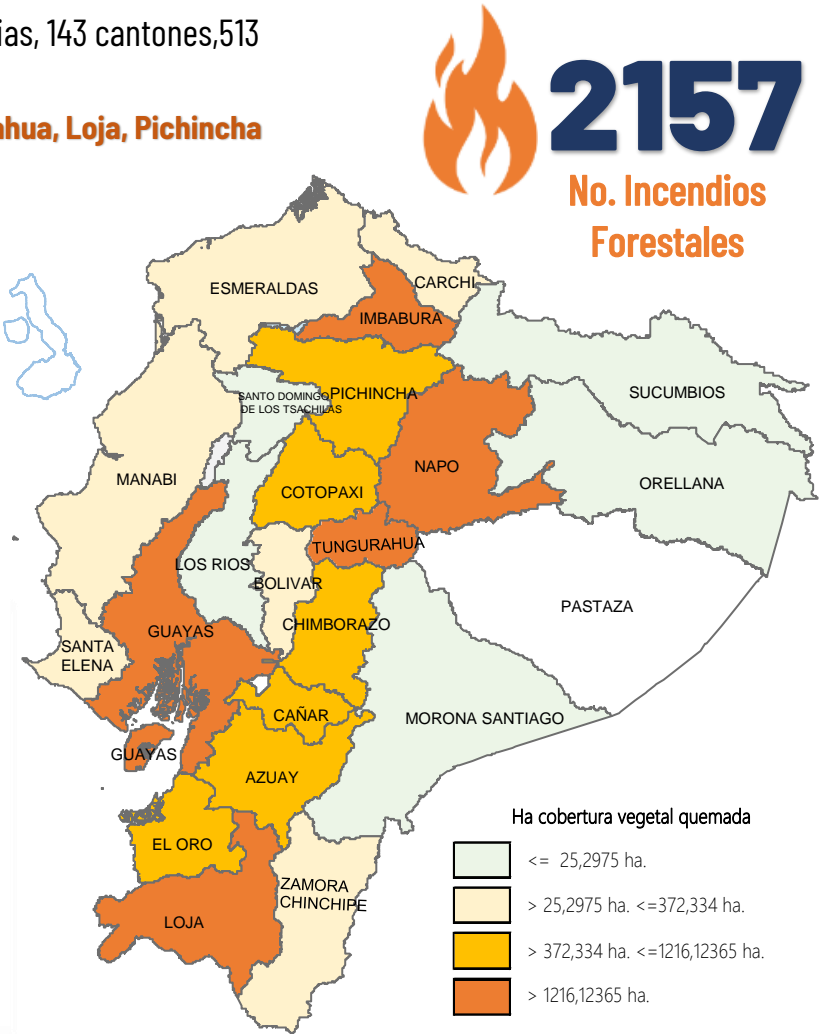 ias, 143 cantones,513
ahua, Loja, Pichincha
2157
No. Incendios
Forestales
ESMERALDAS
CARCHI
IMBABURA
SANTO DOMINGO
DE LOS TSACHILAS
PICHINCHA
SUCUMBIOS
MANABI
COTOPAXI
NAPO
ORELLANA
TUNGURAHUA
LOS RIOS
BOLIVAR
PASTAZA
CHIMBORAZO
GUAYAS
SANTA
ELENA
CAÑAR
MORONA SANTIAGO
GUAYAS
AZUAY
EL ORO
ZAMORA
CHINCHIPE
LOJA
Ha cobertura vegetal quemada
<= 25,2975 ha.
> 25,2975 ha. <=372,334 ha.
> 372,334 ha. <=1216,12365 ha.
> 1216,12365 ha.